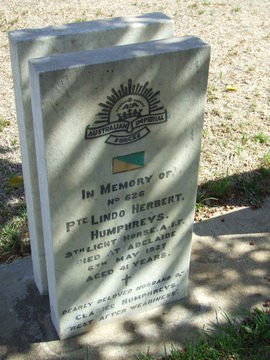 AUSTRALIAN IMPERIAL
FORCES
IN MEMORY OF
NO 626
PTE LINDO HERBERT
HUMPHREYS.
9TH LIGHT HORSE A.I.F.
DIED AT ADELAIDE
6TH MAY 1921
AGED 41 YEARS.
DEARLY BELOVED HUSBAND OF
CLARICE HUMPHREYS.
REST AFTER WEARINESS.